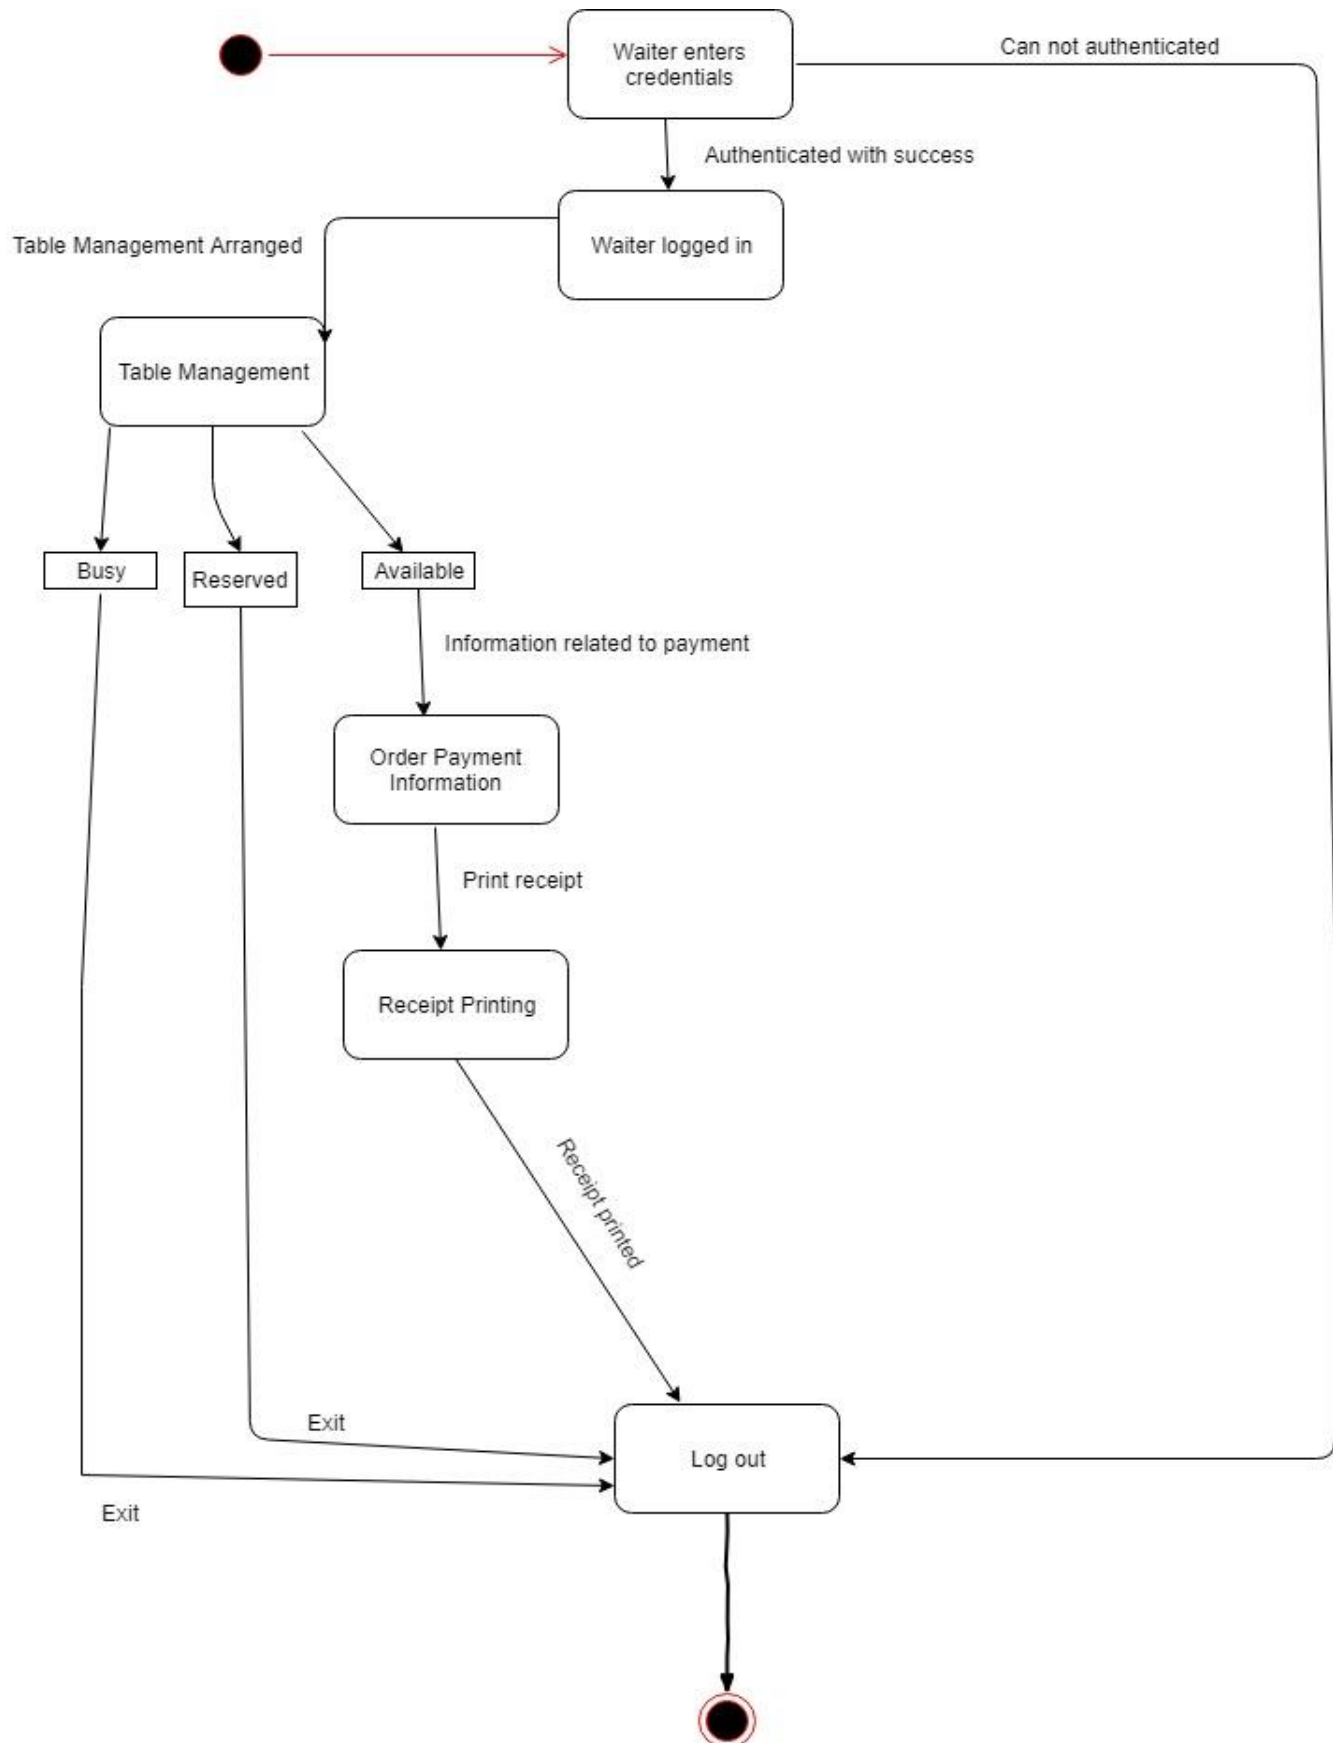 Waiter enters
credentials
Can not authenticated
Authenticated with success
Waiter logged in
Table Management Arranged
Table Management
Busy
Reserved
Available
Information related to payment
Order Payment
Information
Print receipt
Receipt Printing
Receipt printed
Exit
Log out
Exit